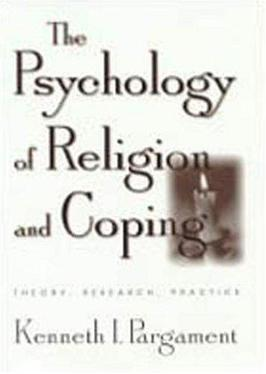 The
Psychology
of Religion
and Coping
THEORY, RESEARCH, PRACTICE
Kenneth I. Pargament